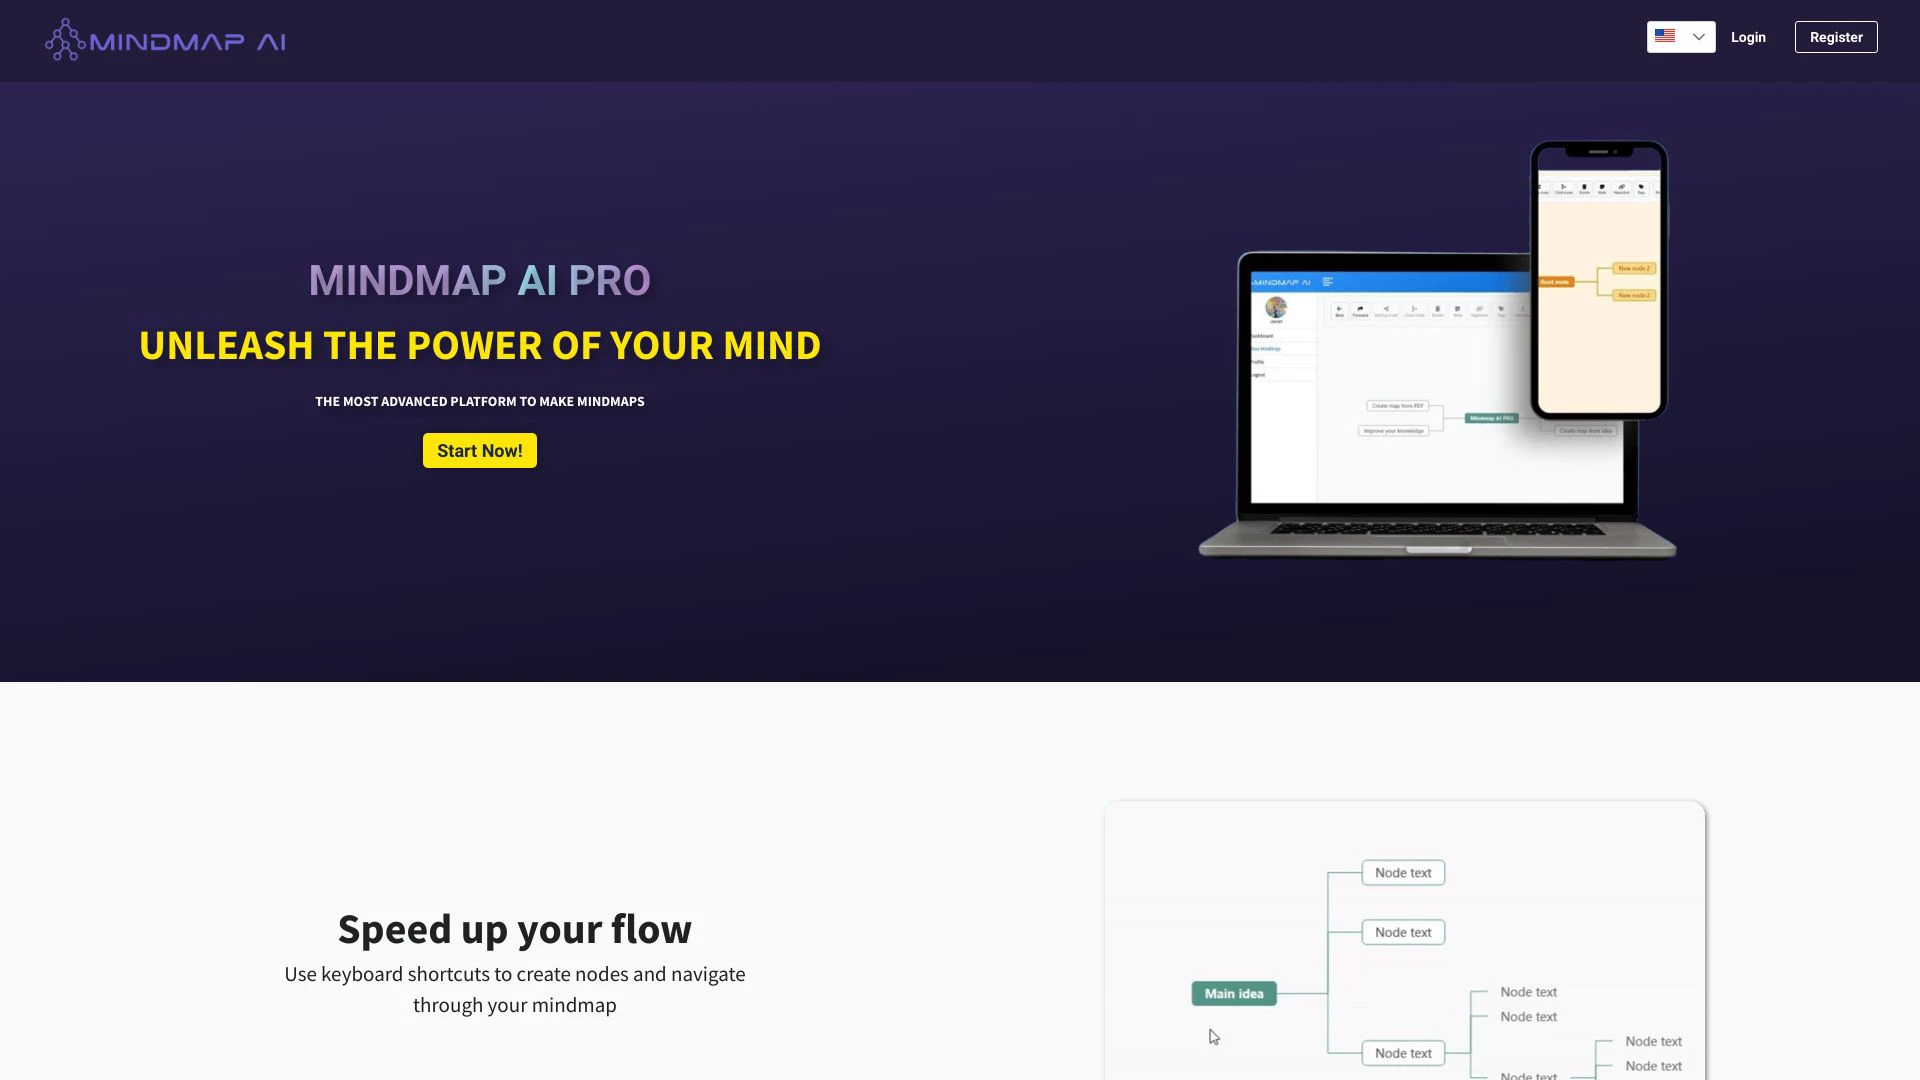 MINDMAP AI
Login
Register
MINDMAP AI PRO
UNLEASH THE POWER OF YOUR MIND
THE MOST ADVANCED PLATFORM TO MAKE MINDMAPS
Start Now!
MINDMAP AI
Profile
Logout
Create map from PDF
Improve your knowledge
Mindmap AI PRO
Create map from idea
Root node
New node 2
New node 2
Speed up your flow
Use keyboard shortcuts to create nodes and navigate
through your mindmap
Node text
Node text
Main idea
Node text
Node text
Node text
Node text
Node text
Node text